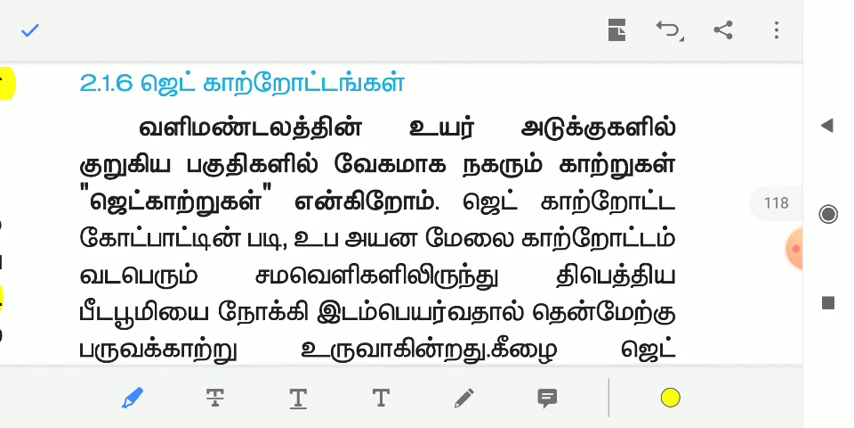 2.1.6 ஜெட் காற்றோட்டங்கள்
வளிமண்டலத்தின் உயர் அடுக்குகளில்
குறுகிய பகுதிகளில் வேகமாக நகரும் காற்றுகள்
"ஜெட்காற்றுகள்" என்கிறோம். ஜெட் காற்றோட்ட
கோட்பாட்டின் படி, உப அயன மேலை காற்றோட்டம்
வடபெரும் சமவெளிகளிலிருந்து திபெத்திய
பீடபூமியை நோக்கி இடம்பெயர்வதால் தென்மேற்கு
பருவக்காற்று உருவாகின்றது.கீழை ஜெட்
118